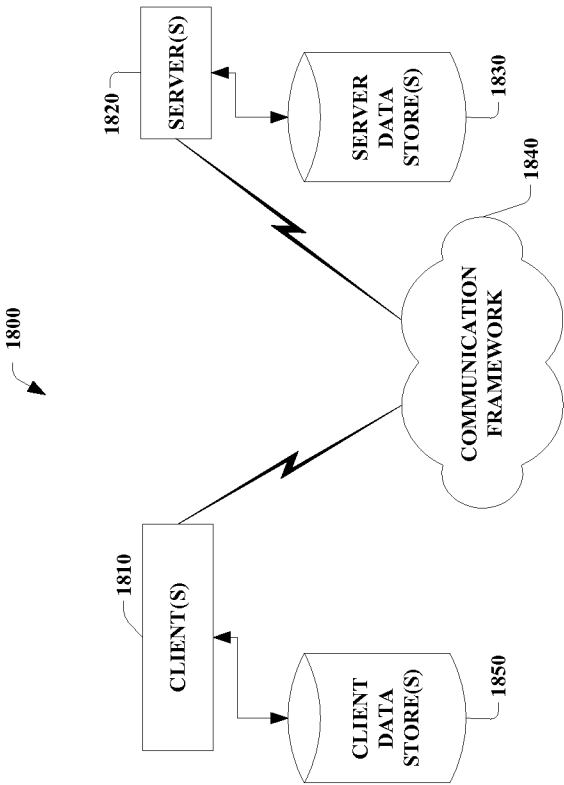 1800
1810
CLIENT(S)
1820
SERVER(S)
CLIENT
DATA
STORE(S)
1850
SERVER
DATA
STORE(S)
1830
1840
COMMUNICATION
FRAMEWORK